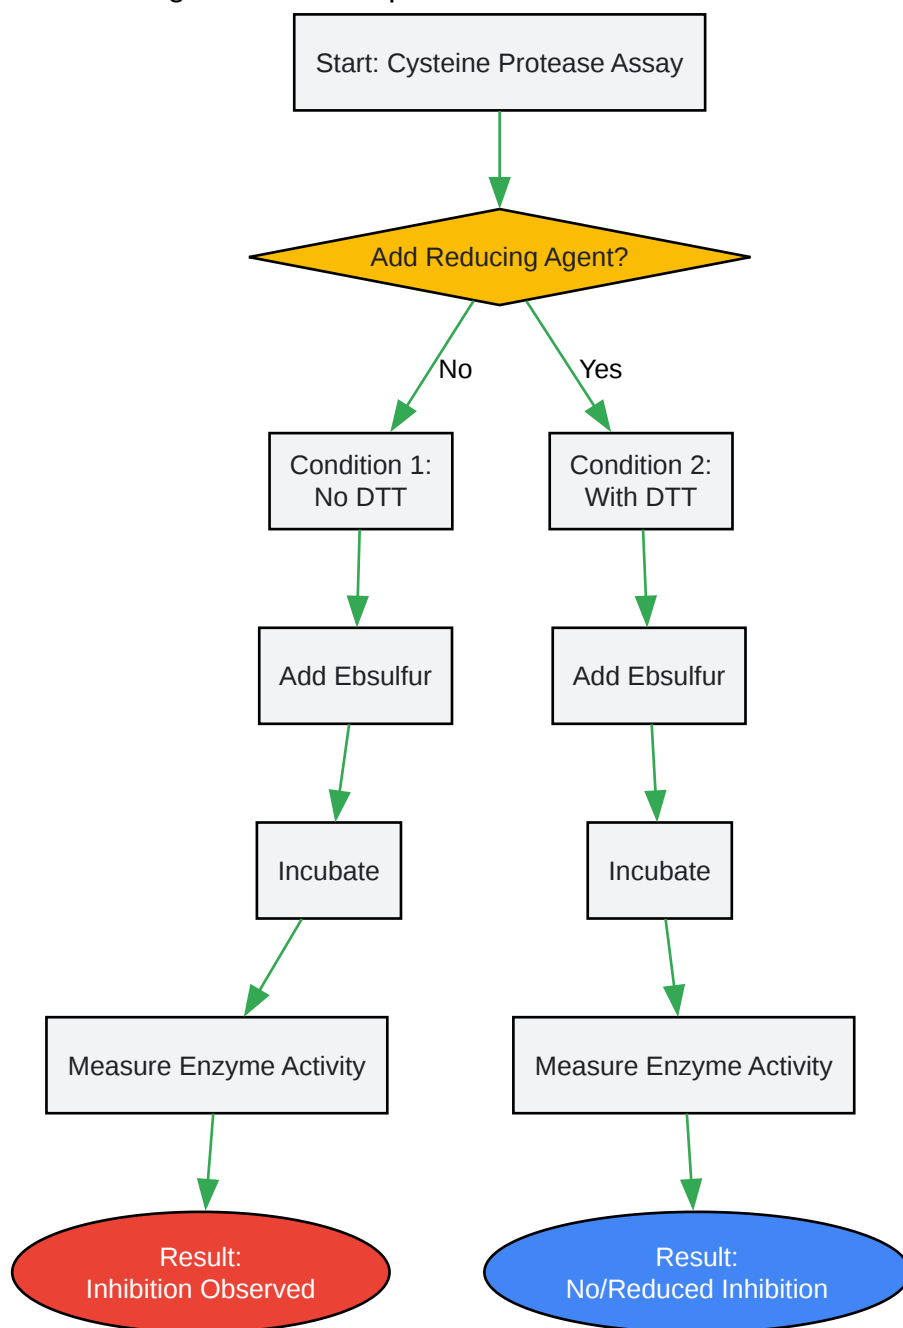 Start: Cysteine Protease Assay
Add Reducing Agent?
No
Yes
Condition 1:
No DTT
Condition 2:
With DTT
Add Ebsulfur
Add Ebsulfur
Incubate
Incubate
Measure Enzyme Activity
Measure Enzyme Activity
Result:
Inhibition Observed
Result:
No/Reduced Inhibition